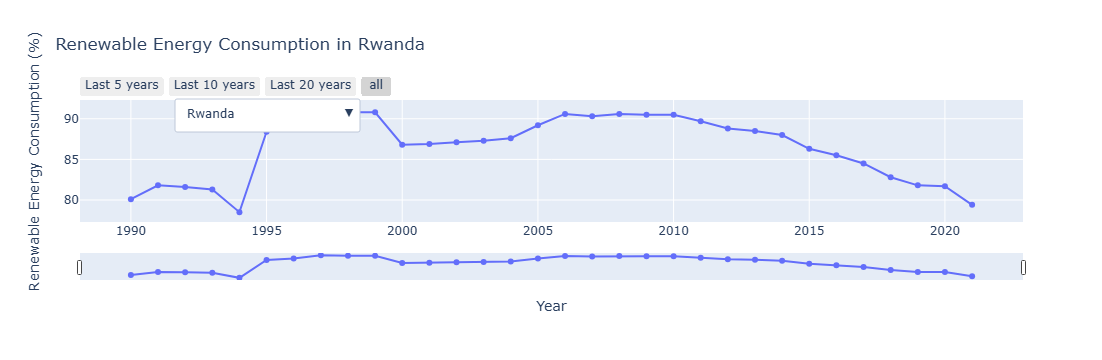 Renewable Energy Consumption in Rwanda
Renewable Energy Consumption (%)
Last 5 years Last 10 years Last 20 years all
Rwanda ▼
90
85
80
1990 1995 2000 2005 2010 2015 2020
Year